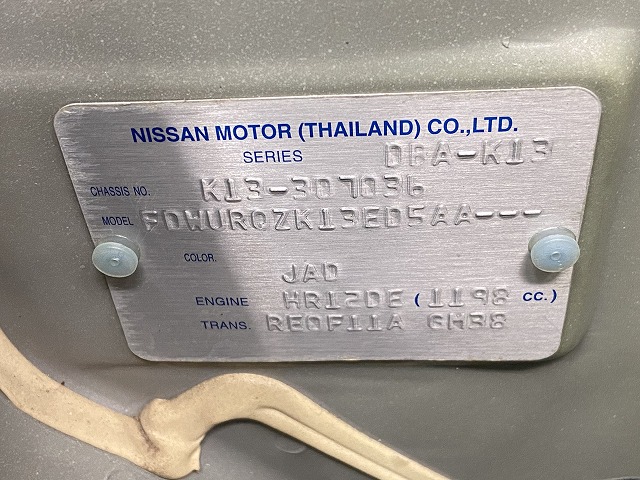 NISSAN MOTOR (THAILAND) CO.,LTD.
SERIES DBA-K13
CHASSIS NO. K13-307036
MODEL FDWURQZK13ED5AA---
COLOR.
JAD
ENGINE HR12DE (1198 CC.)
TRANS. RE0F11A GH38